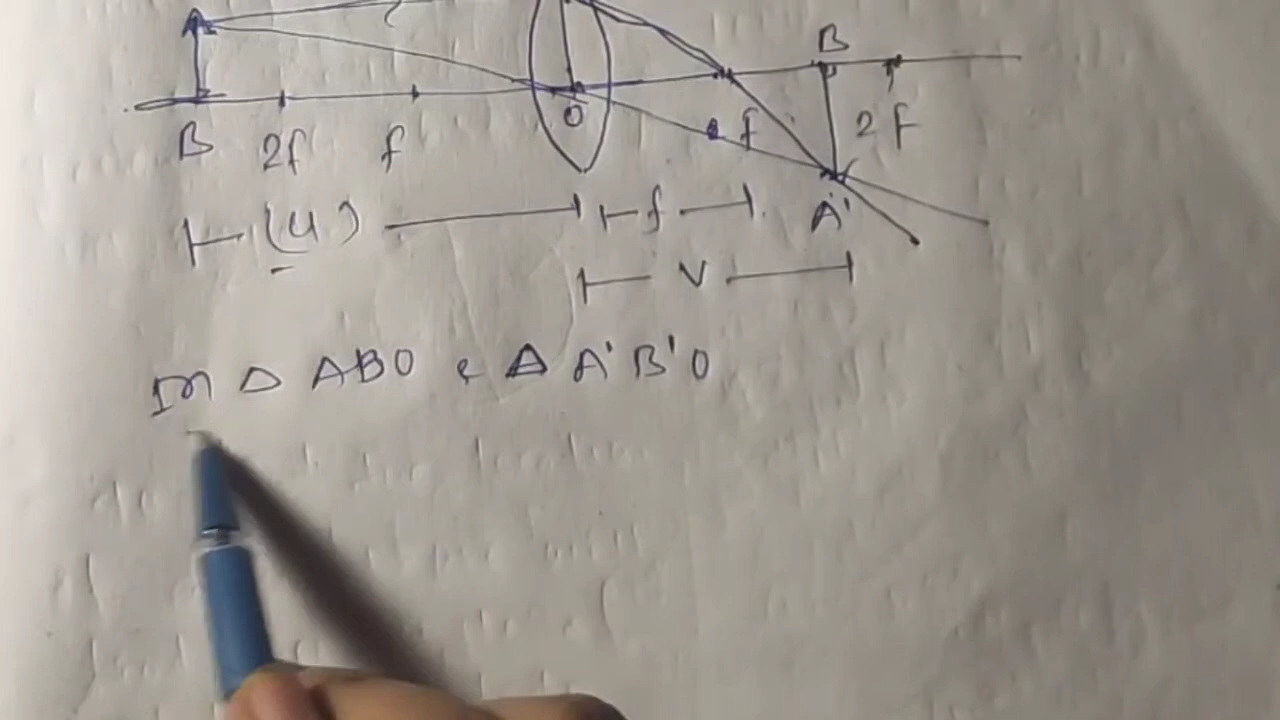 B
O
B 2f f f 2f
(u) f A'
V
In Δ ABO & Δ A'B'O